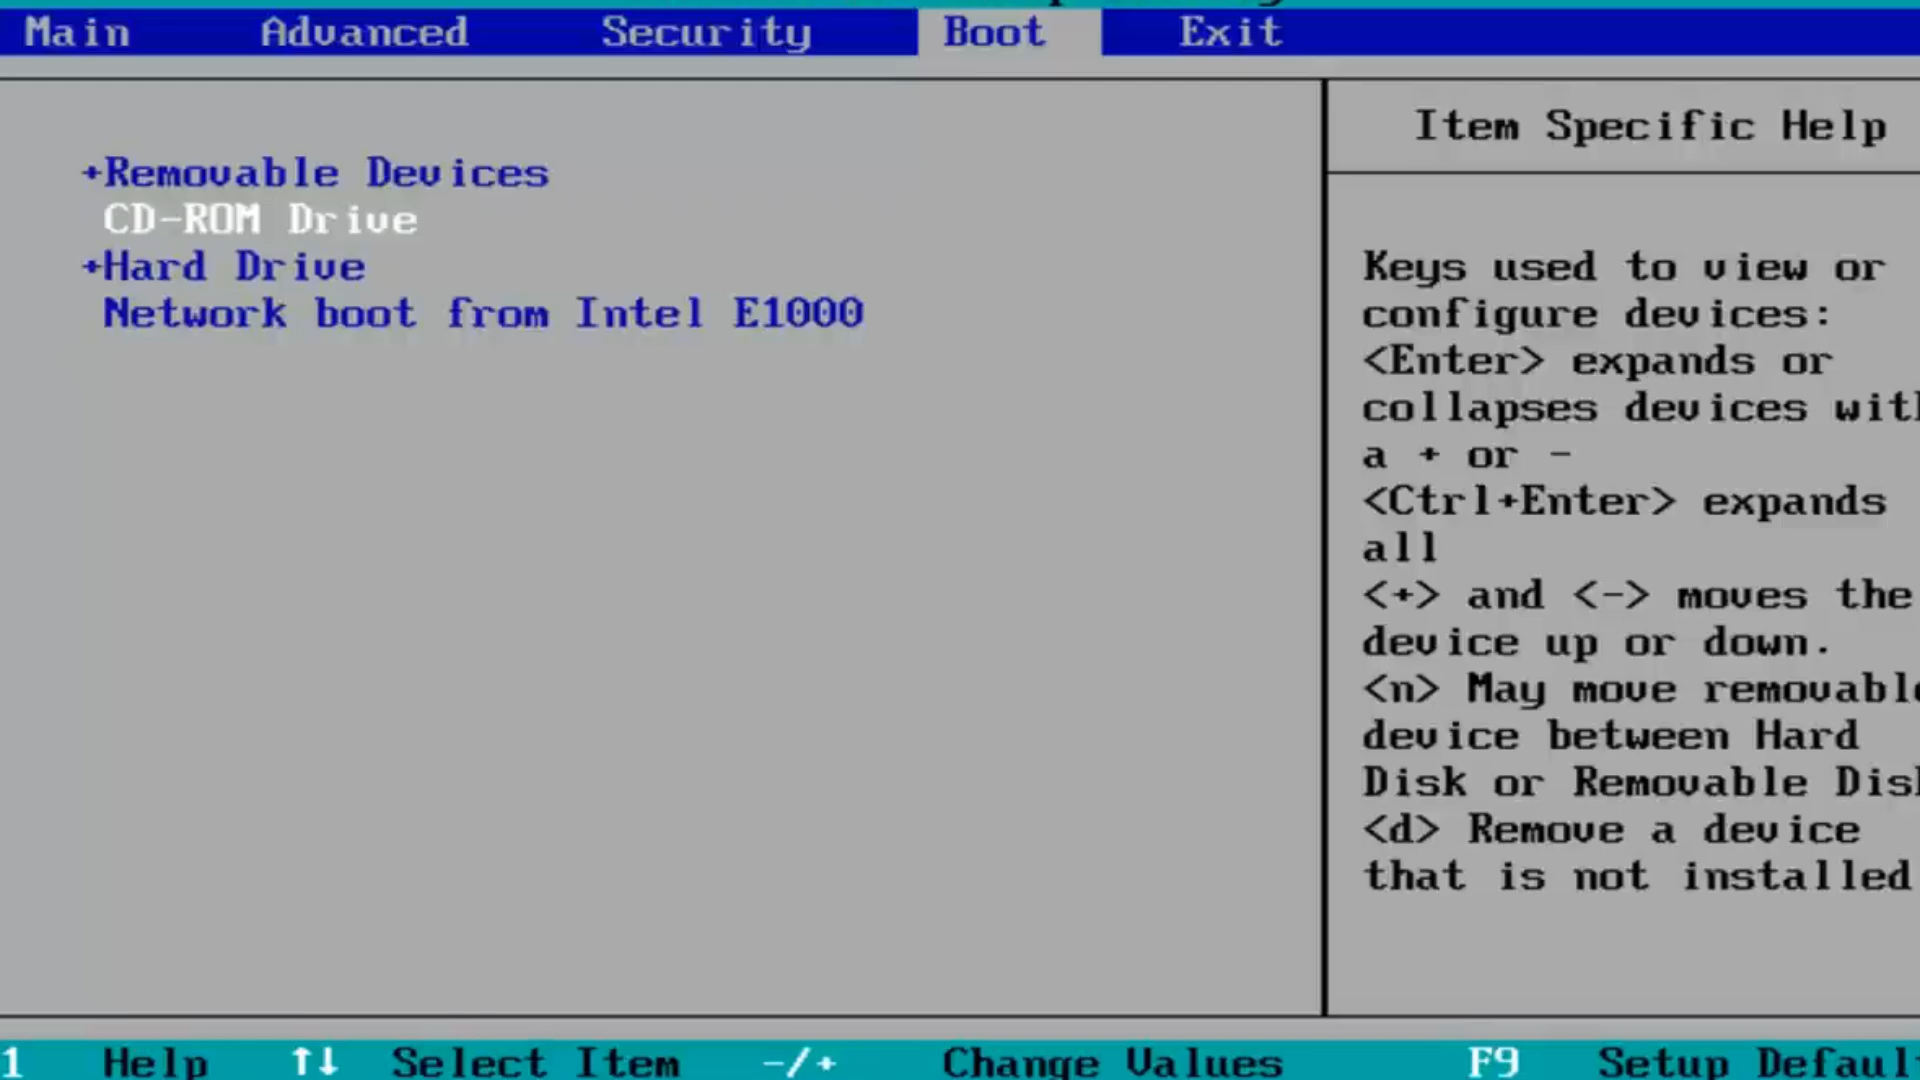 Main Advanced Security Boot Exit
Item Specific Help
+Removable Devices
CD-ROM Drive
+Hard Drive
Network boot from Intel E1000
Keys used to view or
configure devices:
<Enter> expands or
collapses devices with
a + or -
<Ctrl+Enter> expands
all
<+> and <-> moves the
device up or down.
<n> May move removable
device between Hard
Disk or Removable Disk
<d> Remove a device
that is not installed
1 Help ↑↓ Select Item -/+ Change Values F9 Setup Defaul